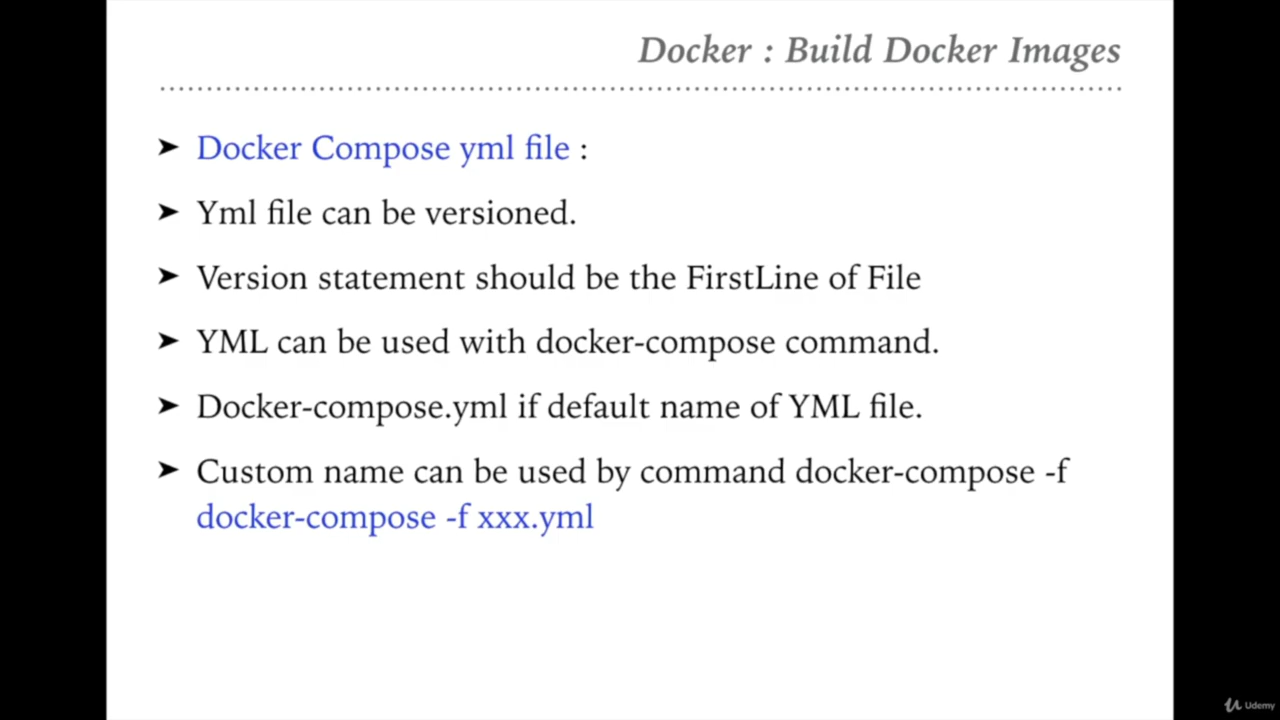 Docker : Build Docker Images
➤ Docker Compose yml file :
➤ Yml file can be versioned.
➤ Version statement should be the FirstLine of File
➤ YML can be used with docker-compose command.
➤ Docker-compose.yml if default name of YML file.
➤ Custom name can be used by command docker-compose -f
docker-compose -f xxx.yml
Udemy